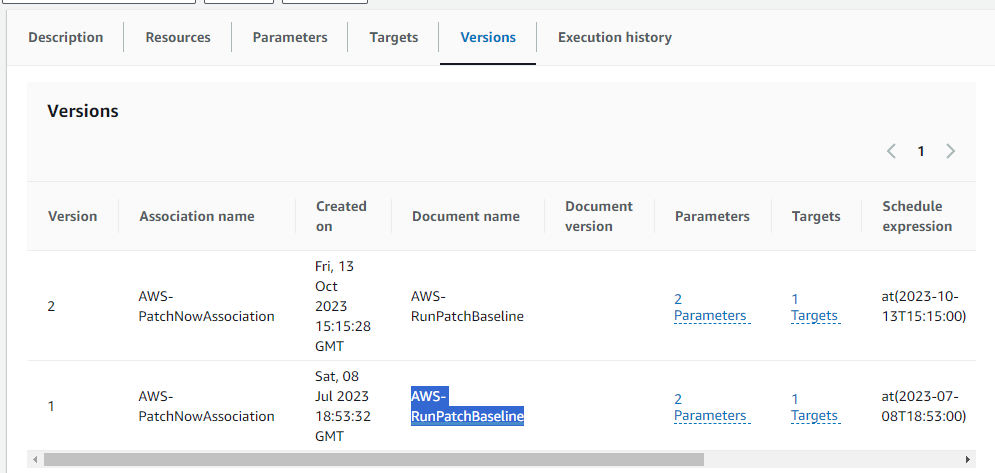 Description Resources Parameters Targets Versions Execution history
Versions
1
Version Association name Created on Document name Document version Parameters Targets Schedule expression
2
AWS-
PatchNowAssociation
Fri, 13
Oct
2023
15:15:28
GMT
AWS-
RunPatchBaseline
2
Parameters
1
Targets
at(2023-10-
13T15:15:00)
1
AWS-
PatchNowAssociation
Sat, 08
Jul 2023
18:53:32
GMT
AWS-
RunPatchBaseline
2
Parameters
1
Targets
at(2023-07-
08T18:53:00)